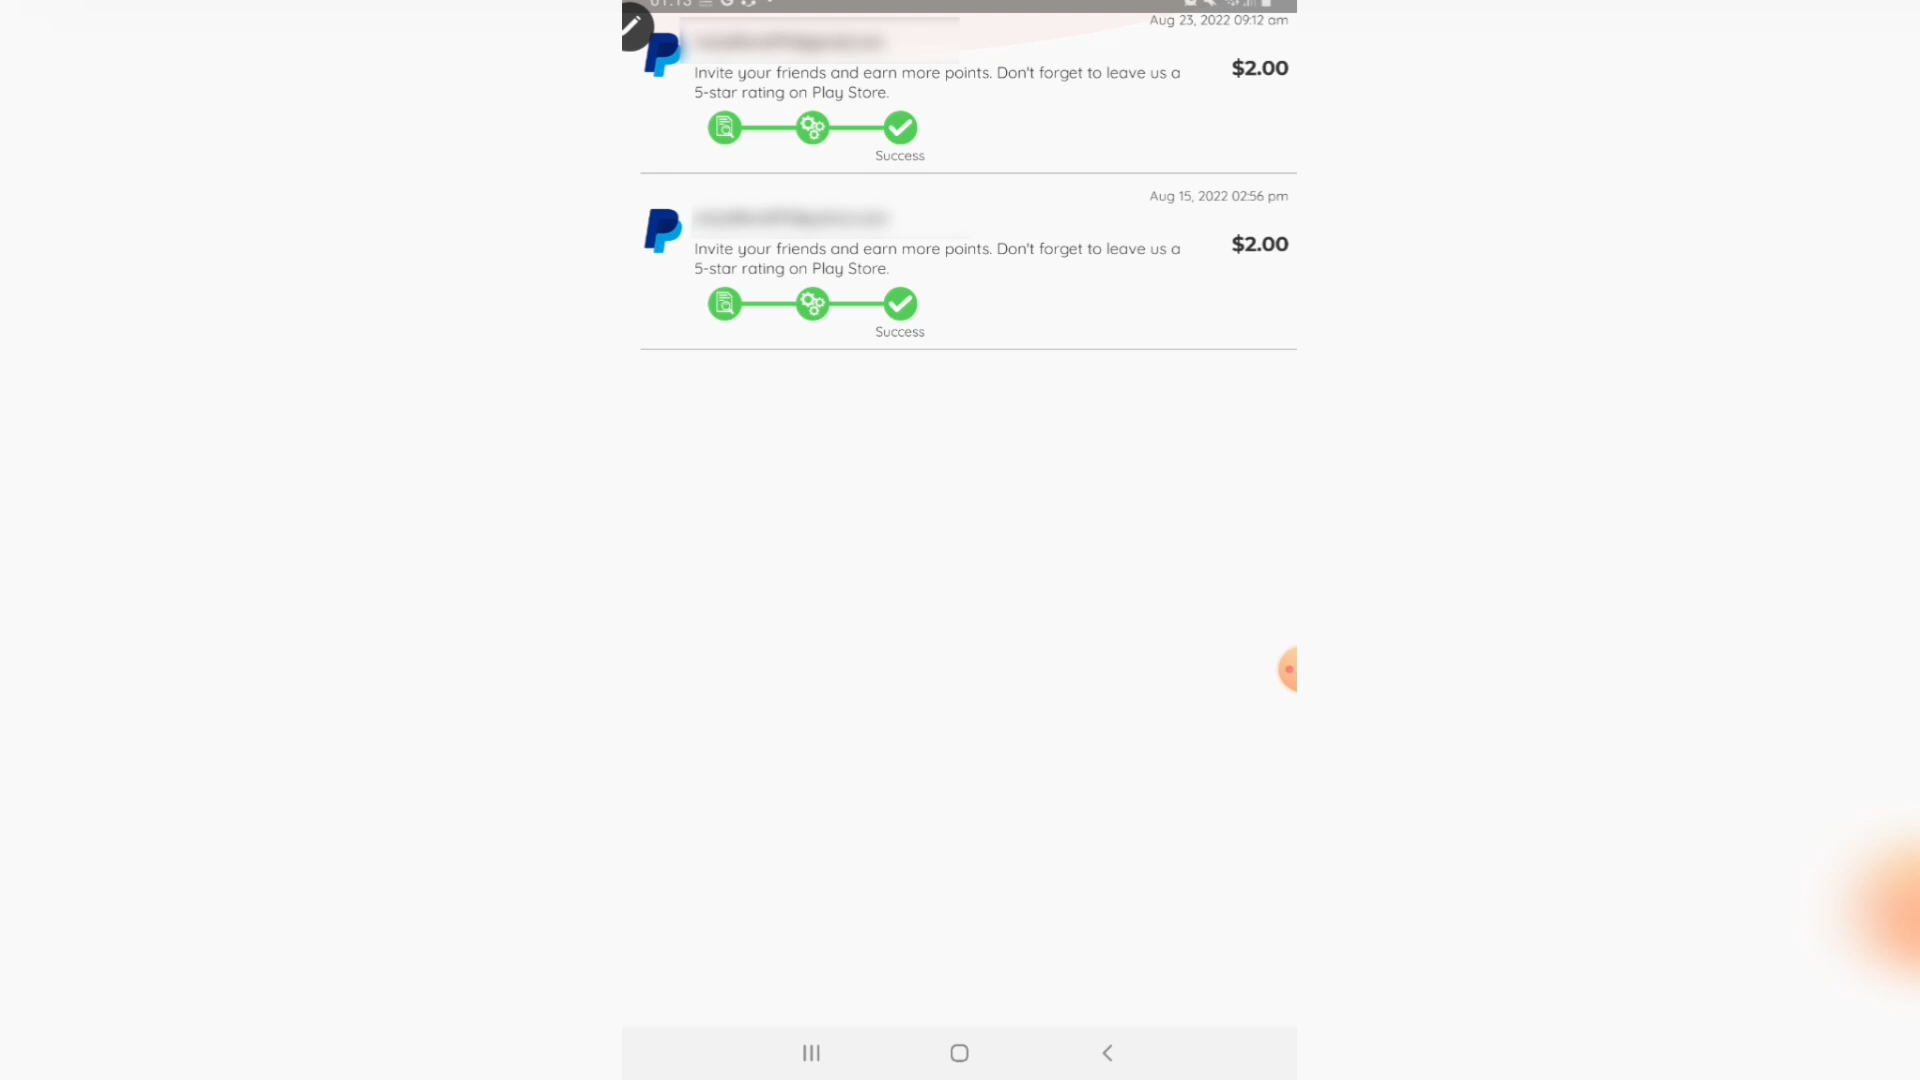 Aug 23, 2022 09:12 am
$2.00
Invite your friends and earn more points. Don't forget to leave us a
5-star rating on Play Store.
Success
Aug 15, 2022 02:56 pm
$2.00
Invite your friends and earn more points. Don't forget to leave us a
5-star rating on Play Store.
Success